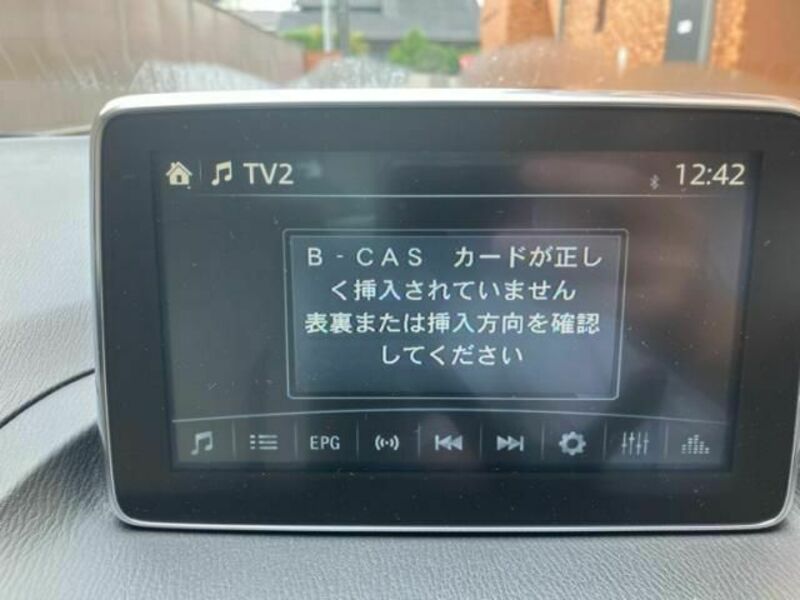 TV2 12:42
B-CAS カードが正し
く挿入されていません
表裏または挿入方向を確認
してください
EPG